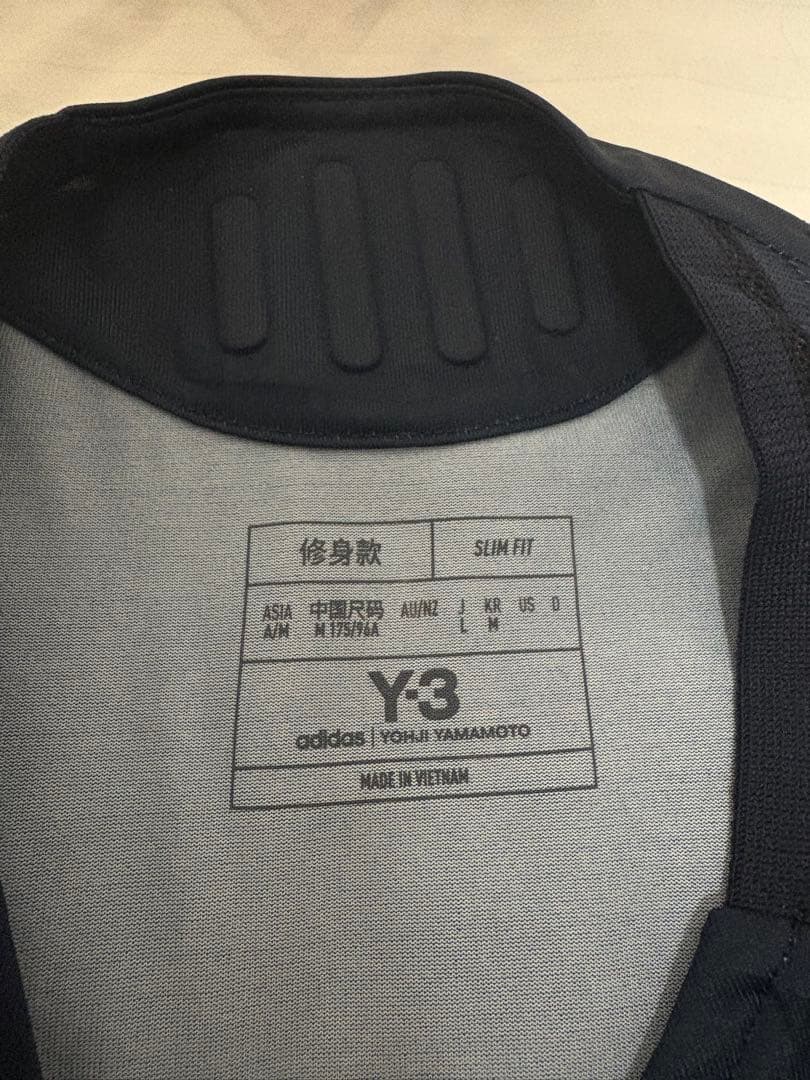 修身款 SLIM FIT
ASIA 中国尺码 AU/NZ J KR US D
A/M M 175/96A L M
Y-3
adidas | YOHJI YAMAMOTO
MADE IN VIETNAM